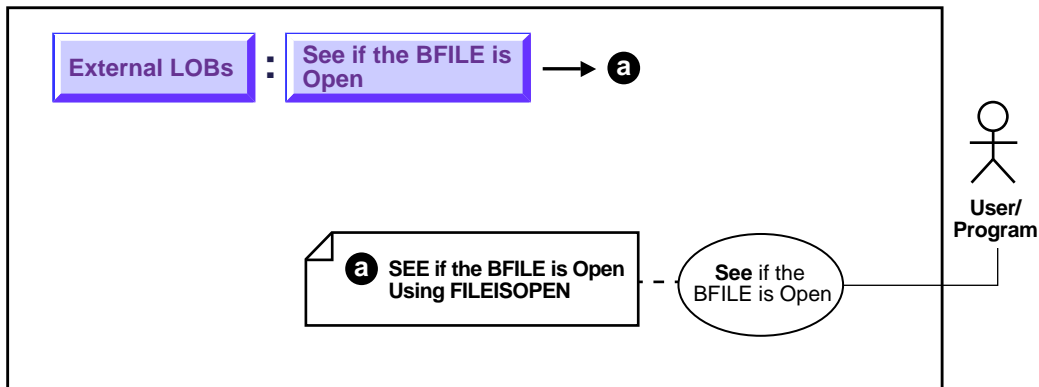 External LOBs
:
See if the BFILE is
Open
a
User/
Program
a
SEE if the BFILE is Open
Using FILEISOPEN
See if the
BFILE is Open